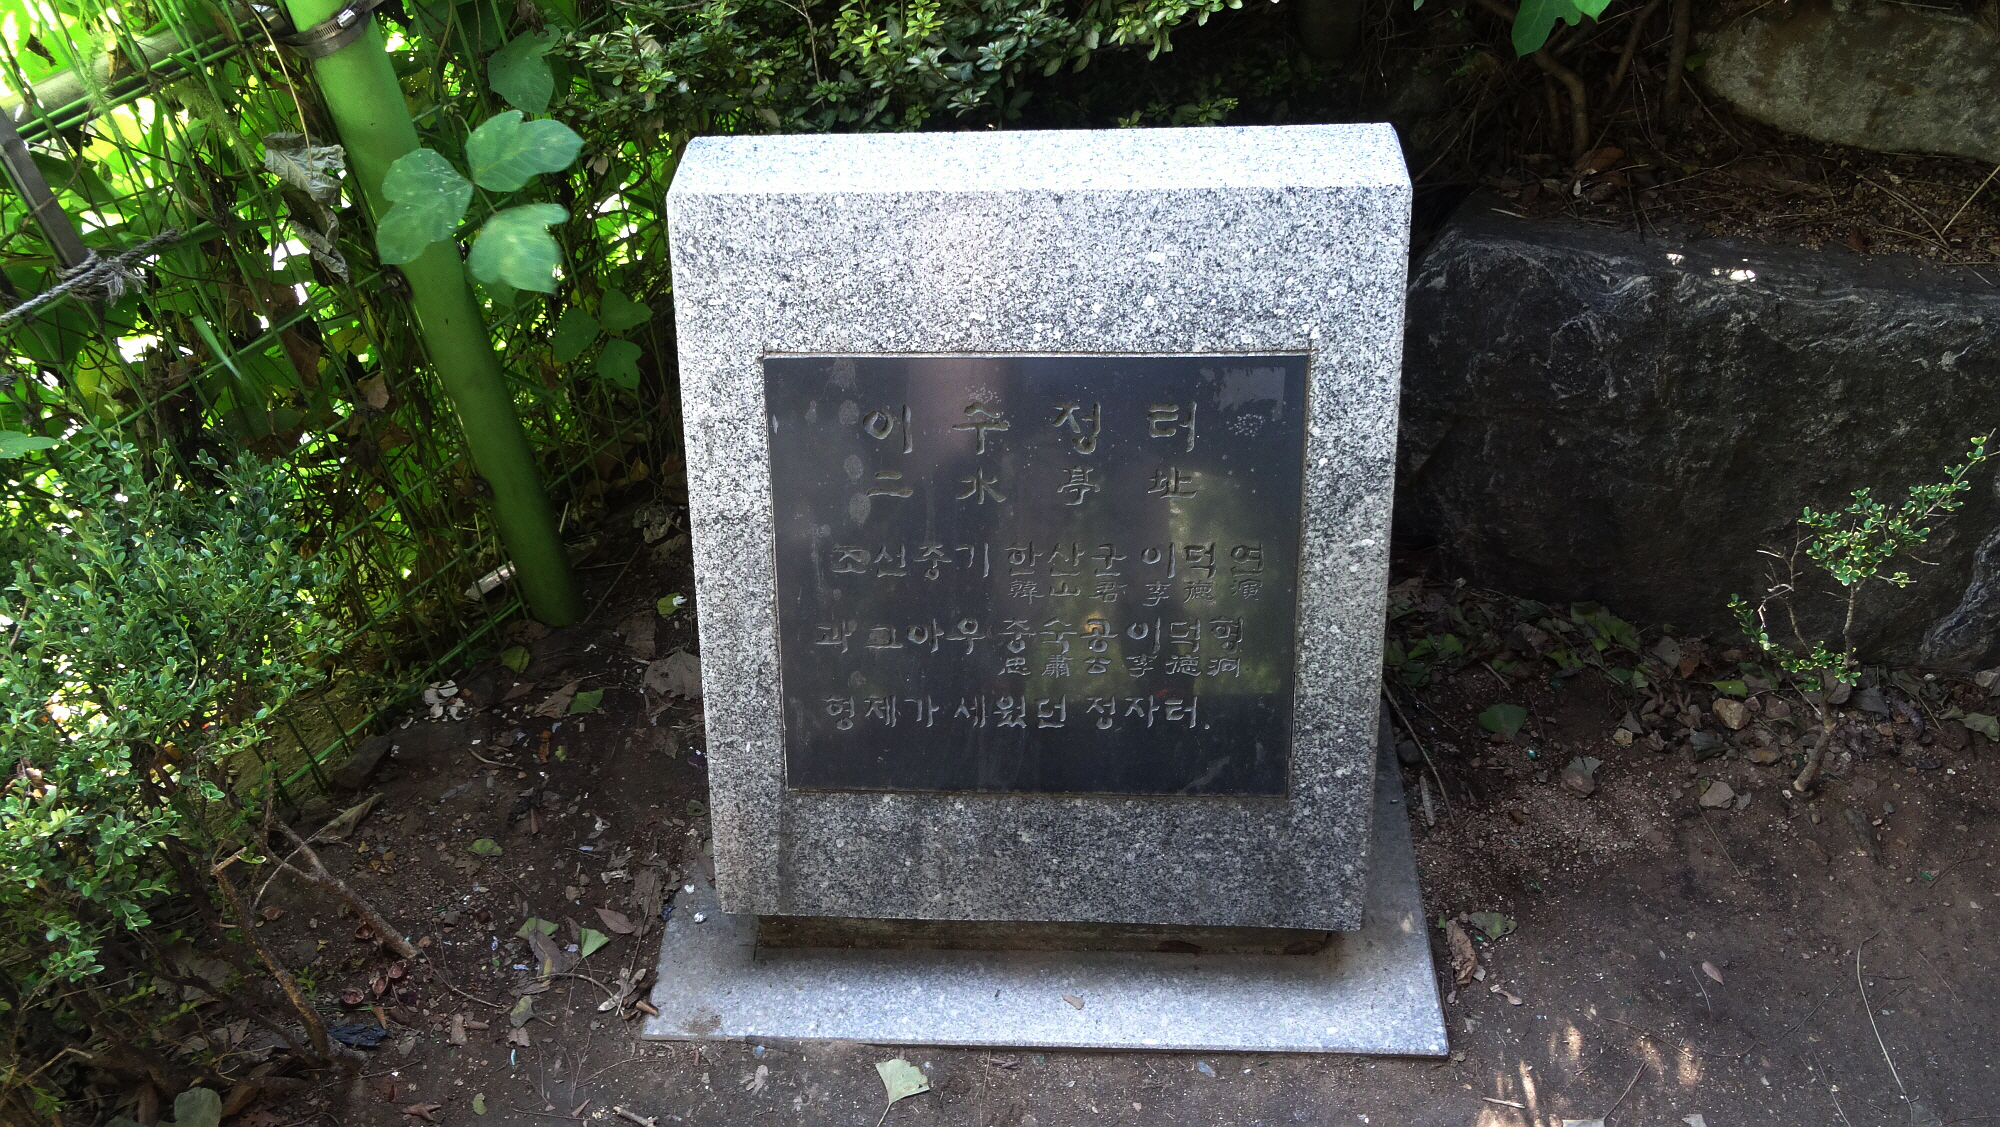 이수정터
二水亭址
조선중기 한산군 이덕연
韓山君 李德演
과 그아우 중숙공 이덕형
忠肅公 李德泂
형제가 세웠던 정자터.